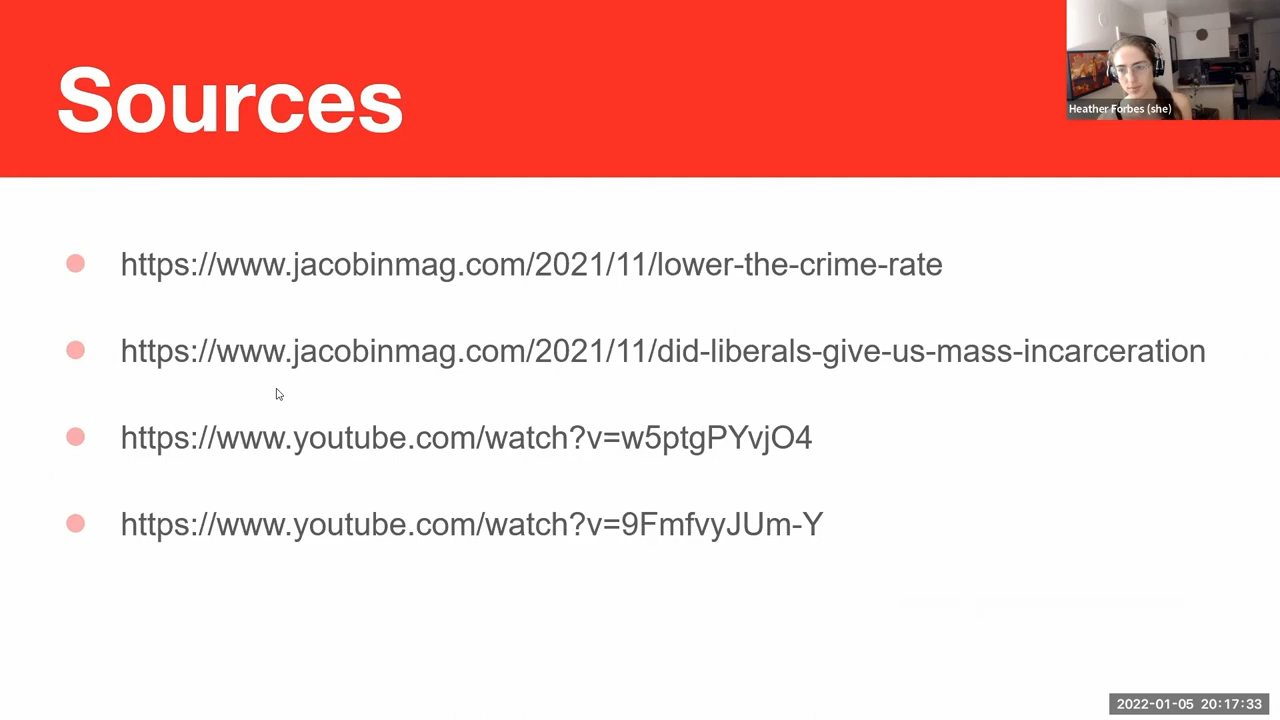 Sources
Heather Forbes (she)
https://www.jacobinmag.com/2021/11/lower-the-crime-rate
https://www.jacobinmag.com/2021/11/did-liberals-give-us-mass-incarceration
https://www.youtube.com/watch?v=w5ptgPYvjO4
https://www.youtube.com/watch?v=9FmfvyJUm-Y
2022-01-05 20:17:33